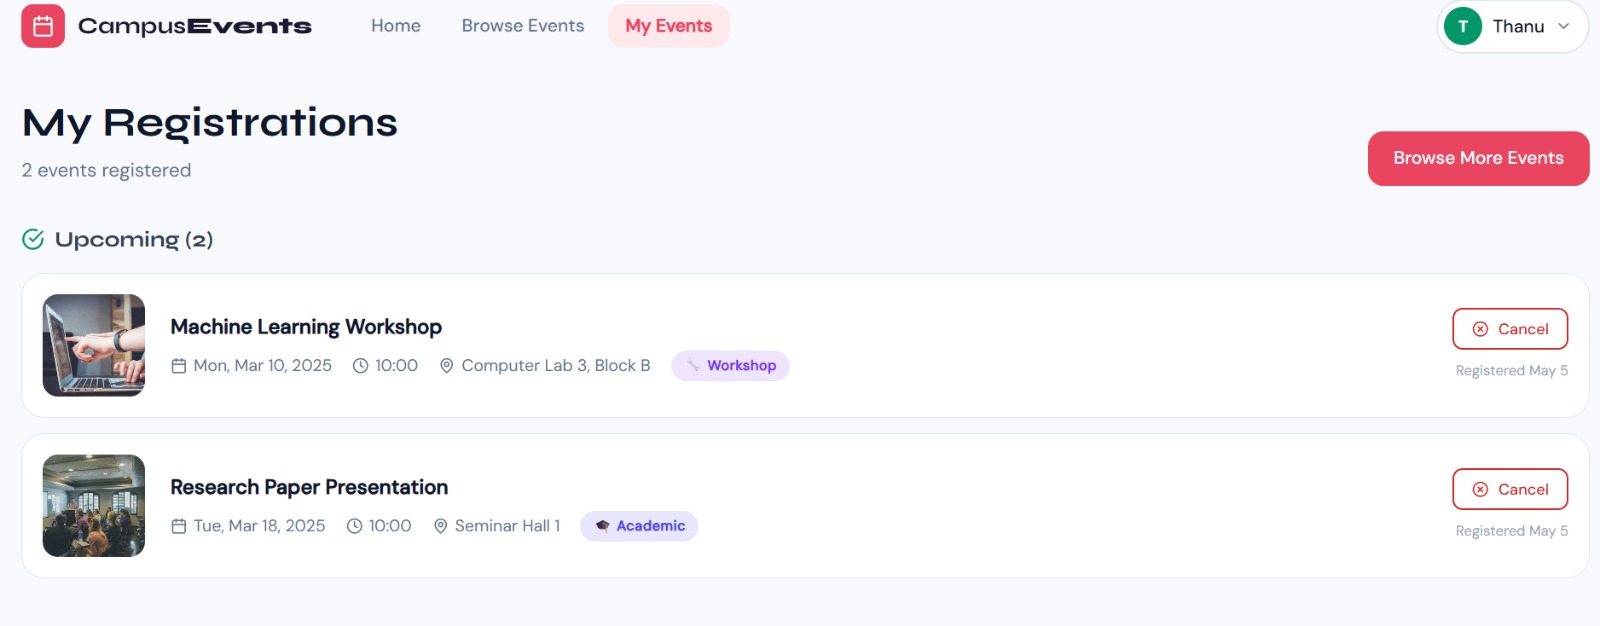 CampusEvents Home Browse Events My Events T Thanu
My Registrations
2 events registered
Browse More Events
Upcoming (2)
Machine Learning Workshop
Mon, Mar 10, 2025 10:00 Computer Lab 3, Block B Workshop
Cancel
Registered May 5
Research Paper Presentation
Tue, Mar 18, 2025 10:00 Seminar Hall 1 Academic
Cancel
Registered May 5